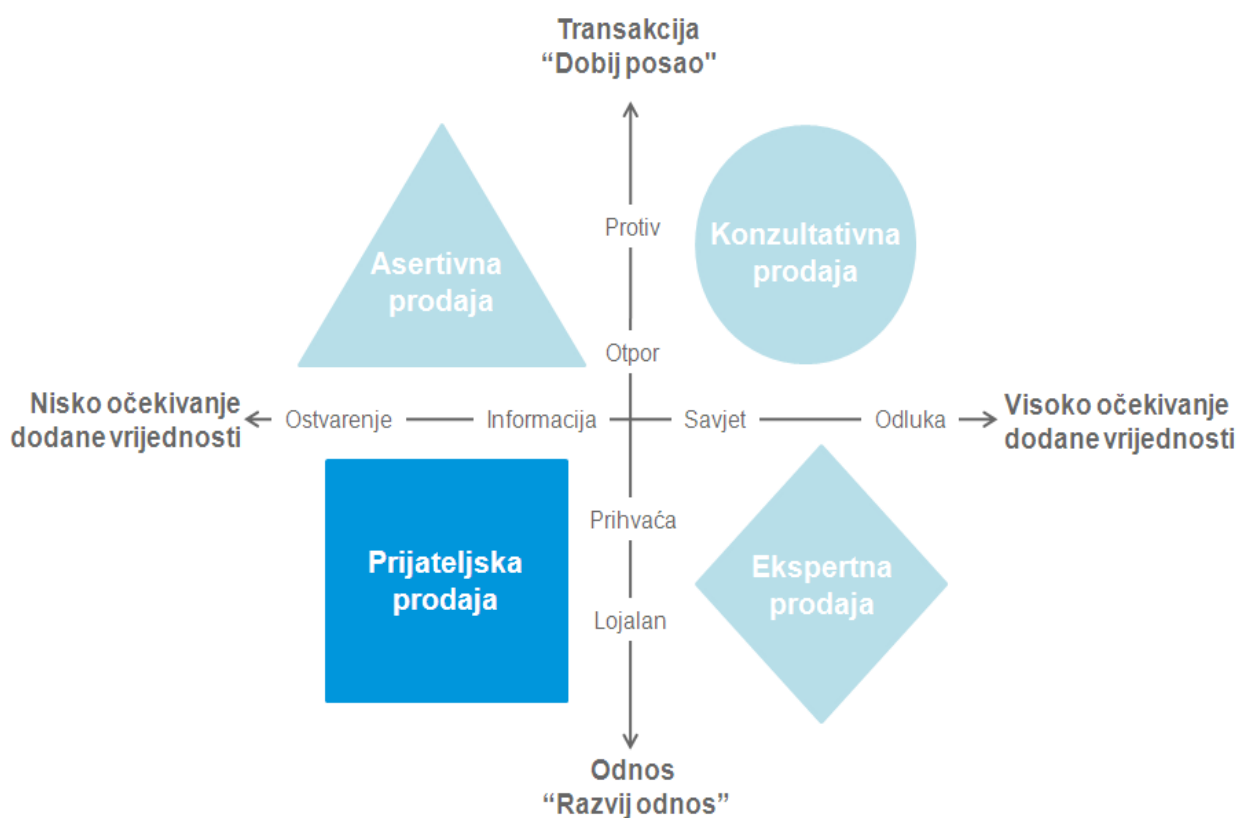 Transakcija
“Dobij posao"
Protiv
Asertivna
prodaja
Konzultativna
prodaja
Otpor
Nisko očekivanje
dodane vrijednosti
Ostvarenje
Informacija
Savjet
Odluka
Visoko očekivanje
dodane vrijednosti
Prihvaća
Prijateljska
prodaja
Ekspertna
prodaja
Lojalan
Odnos
“Razvij odnos”